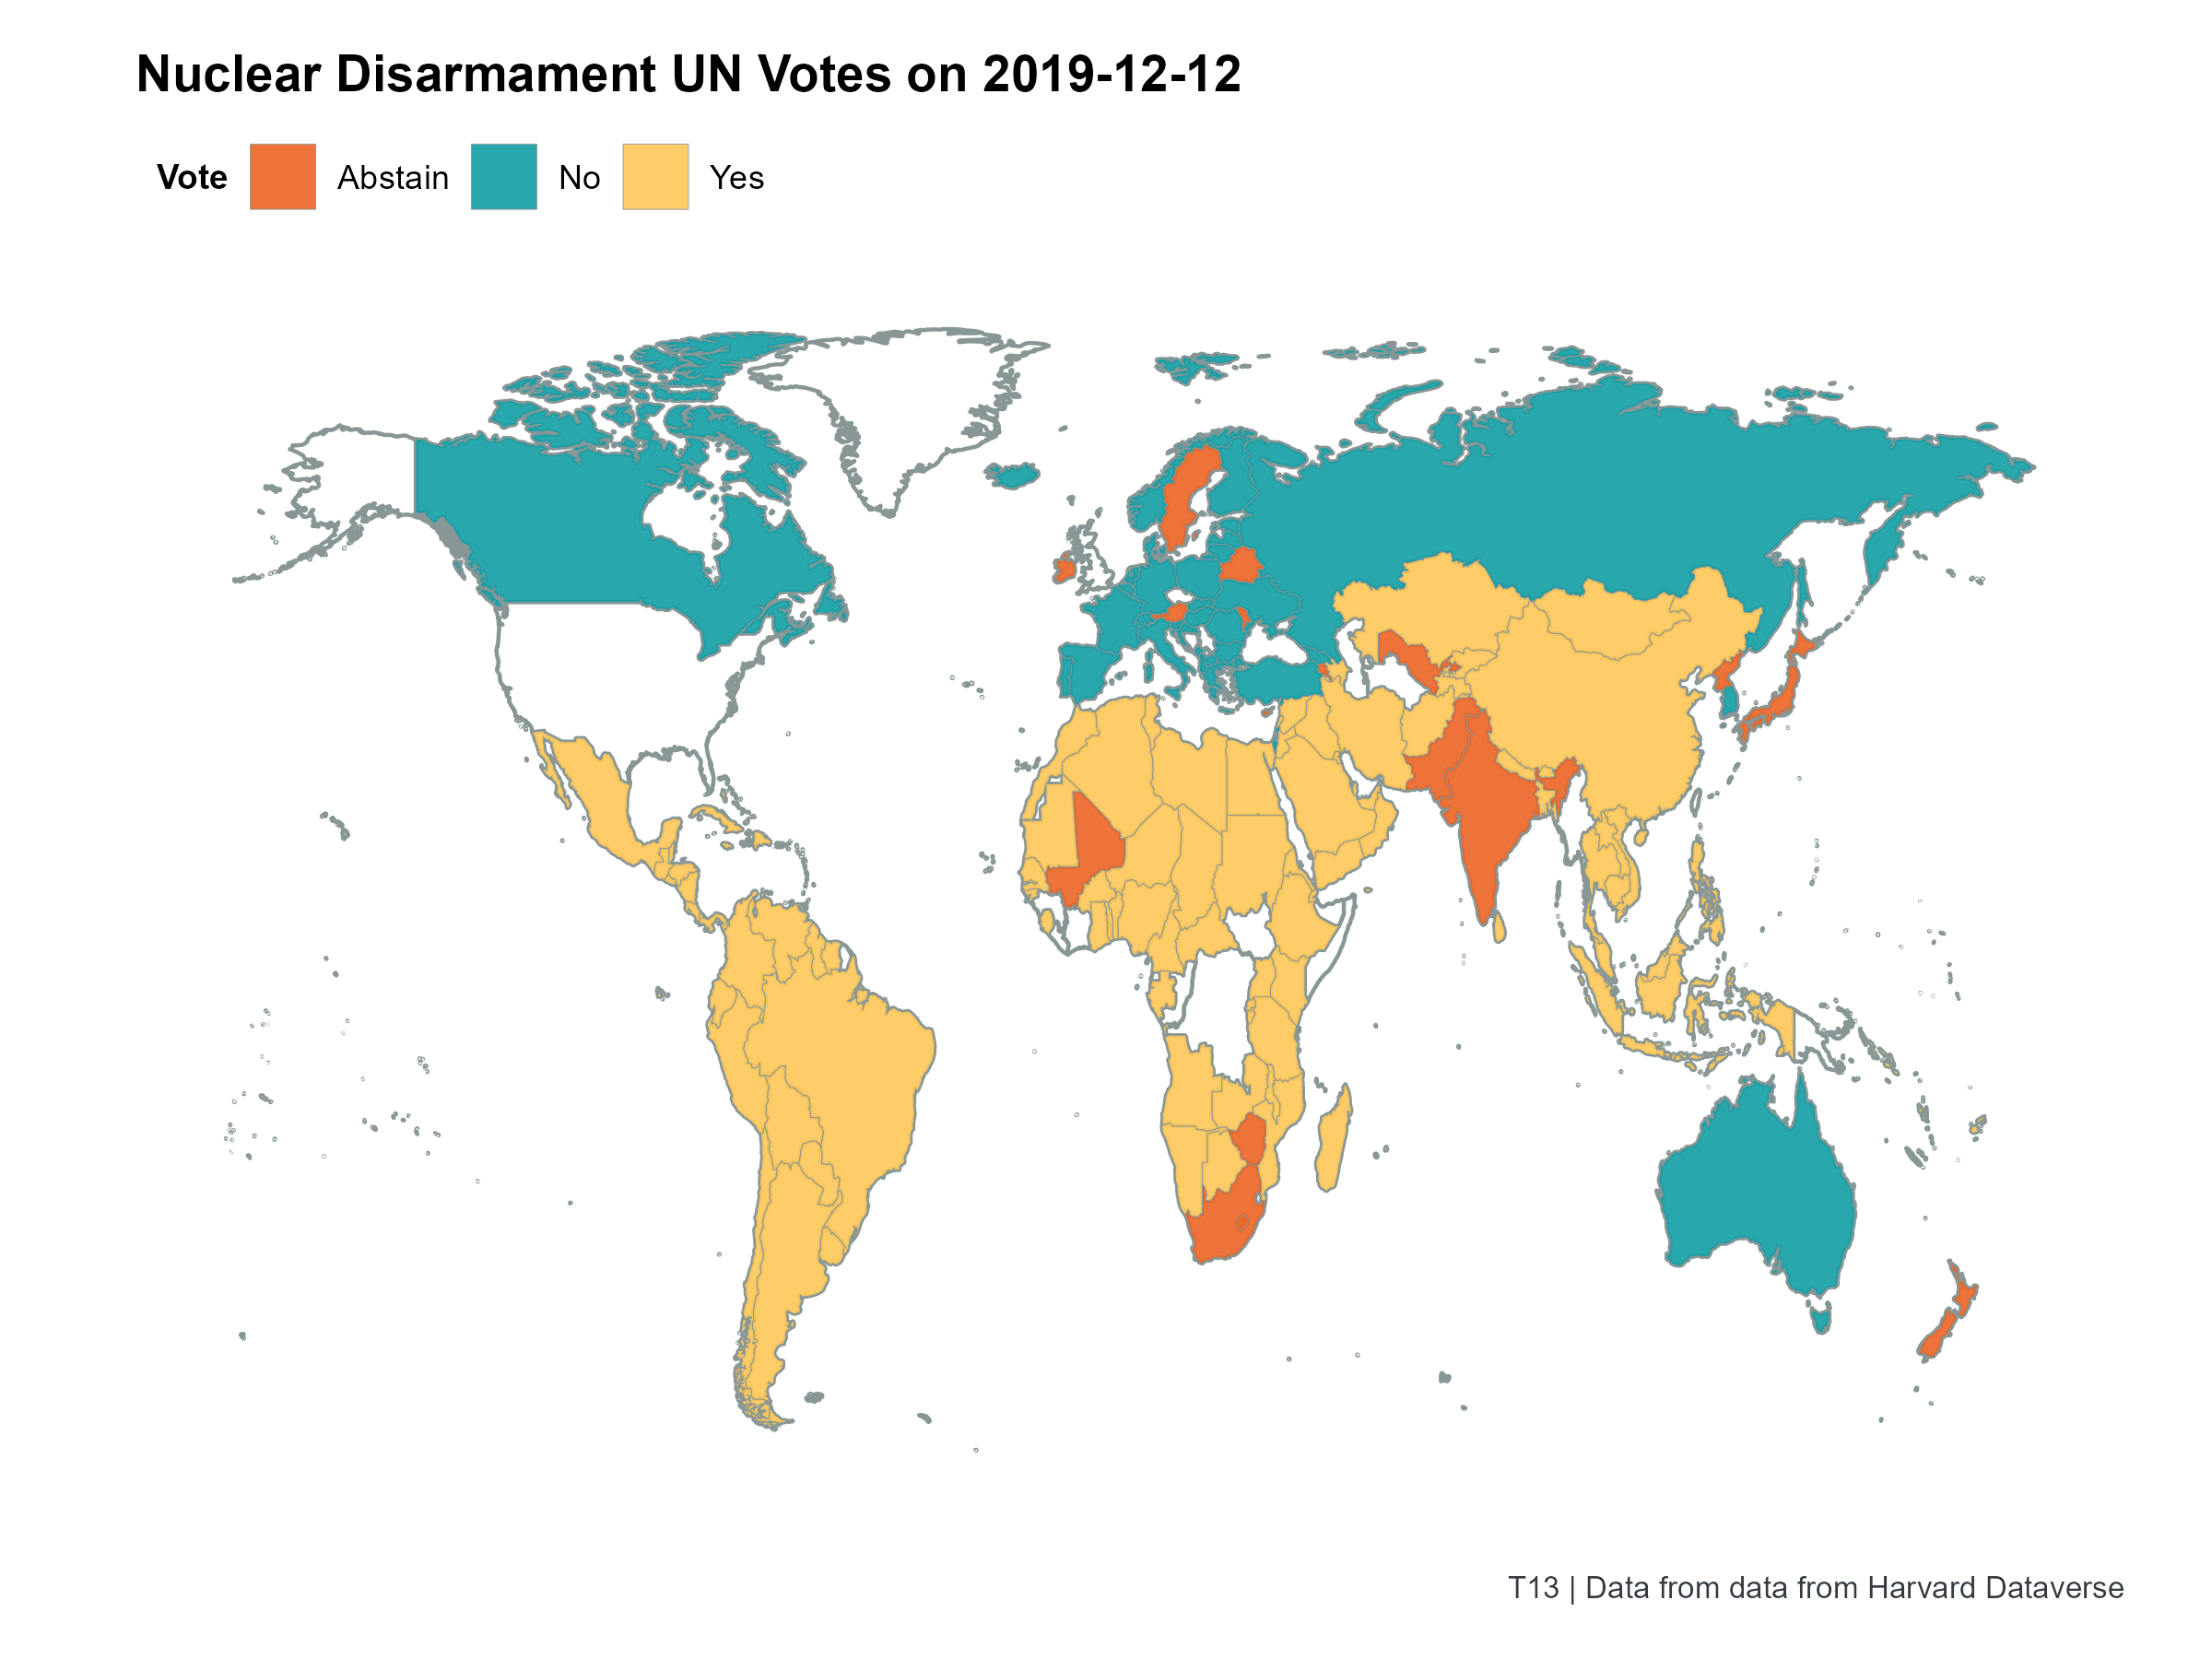 Nuclear Disarmament UN Votes on 2019-12-12
Vote Abstain No Yes
T13 | Data from data from Harvard Dataverse